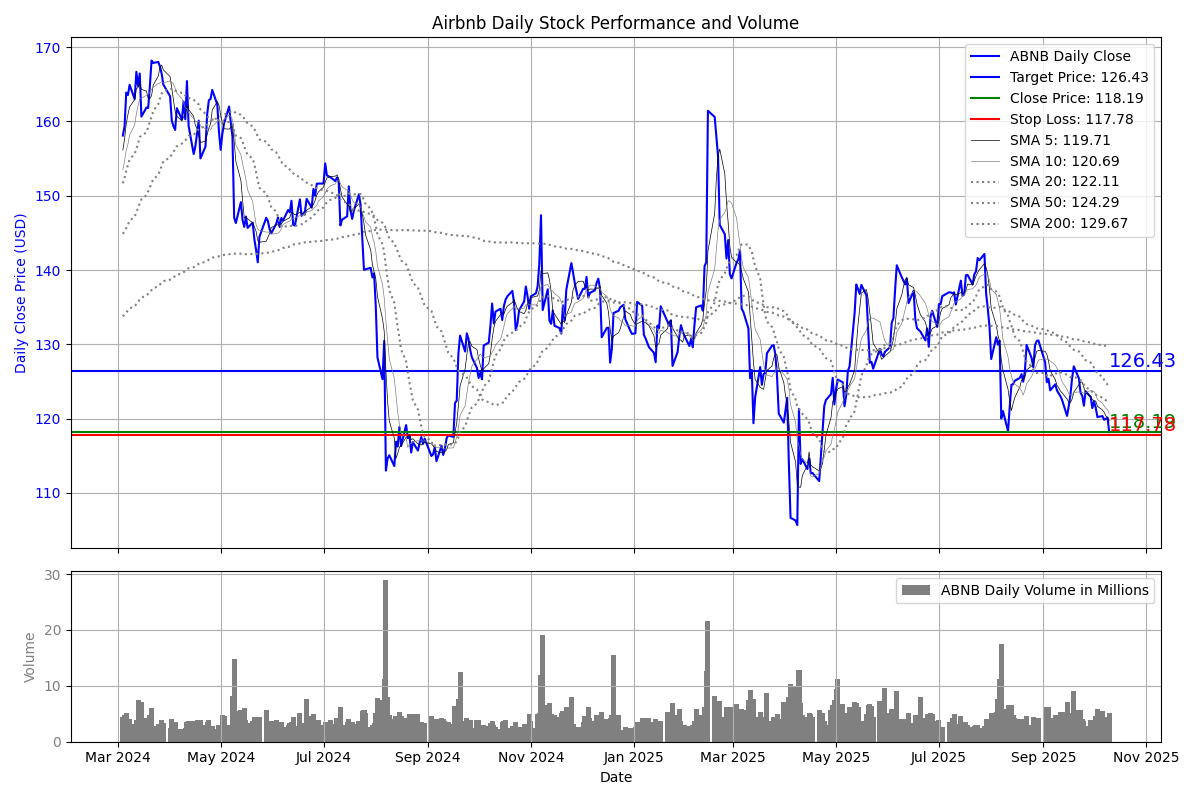 Airbnb Daily Stock Performance and Volume
Daily Close Price (USD)
170
160
150
140
130
120
110
ABNB Daily Close
Target Price: 126.43
Close Price: 118.19
Stop Loss: 117.78
SMA 5: 119.71
SMA 10: 120.69
SMA 20: 122.11
SMA 50: 124.29
SMA 200: 129.67
126.43
118.19
117.78
Volume
30
20
10
0
ABNB Daily Volume in Millions
Mar 2024
May 2024
Jul 2024
Sep 2024
Nov 2024
Jan 2025
Mar 2025
May 2025
Jul 2025
Sep 2025
Nov 2025
Date